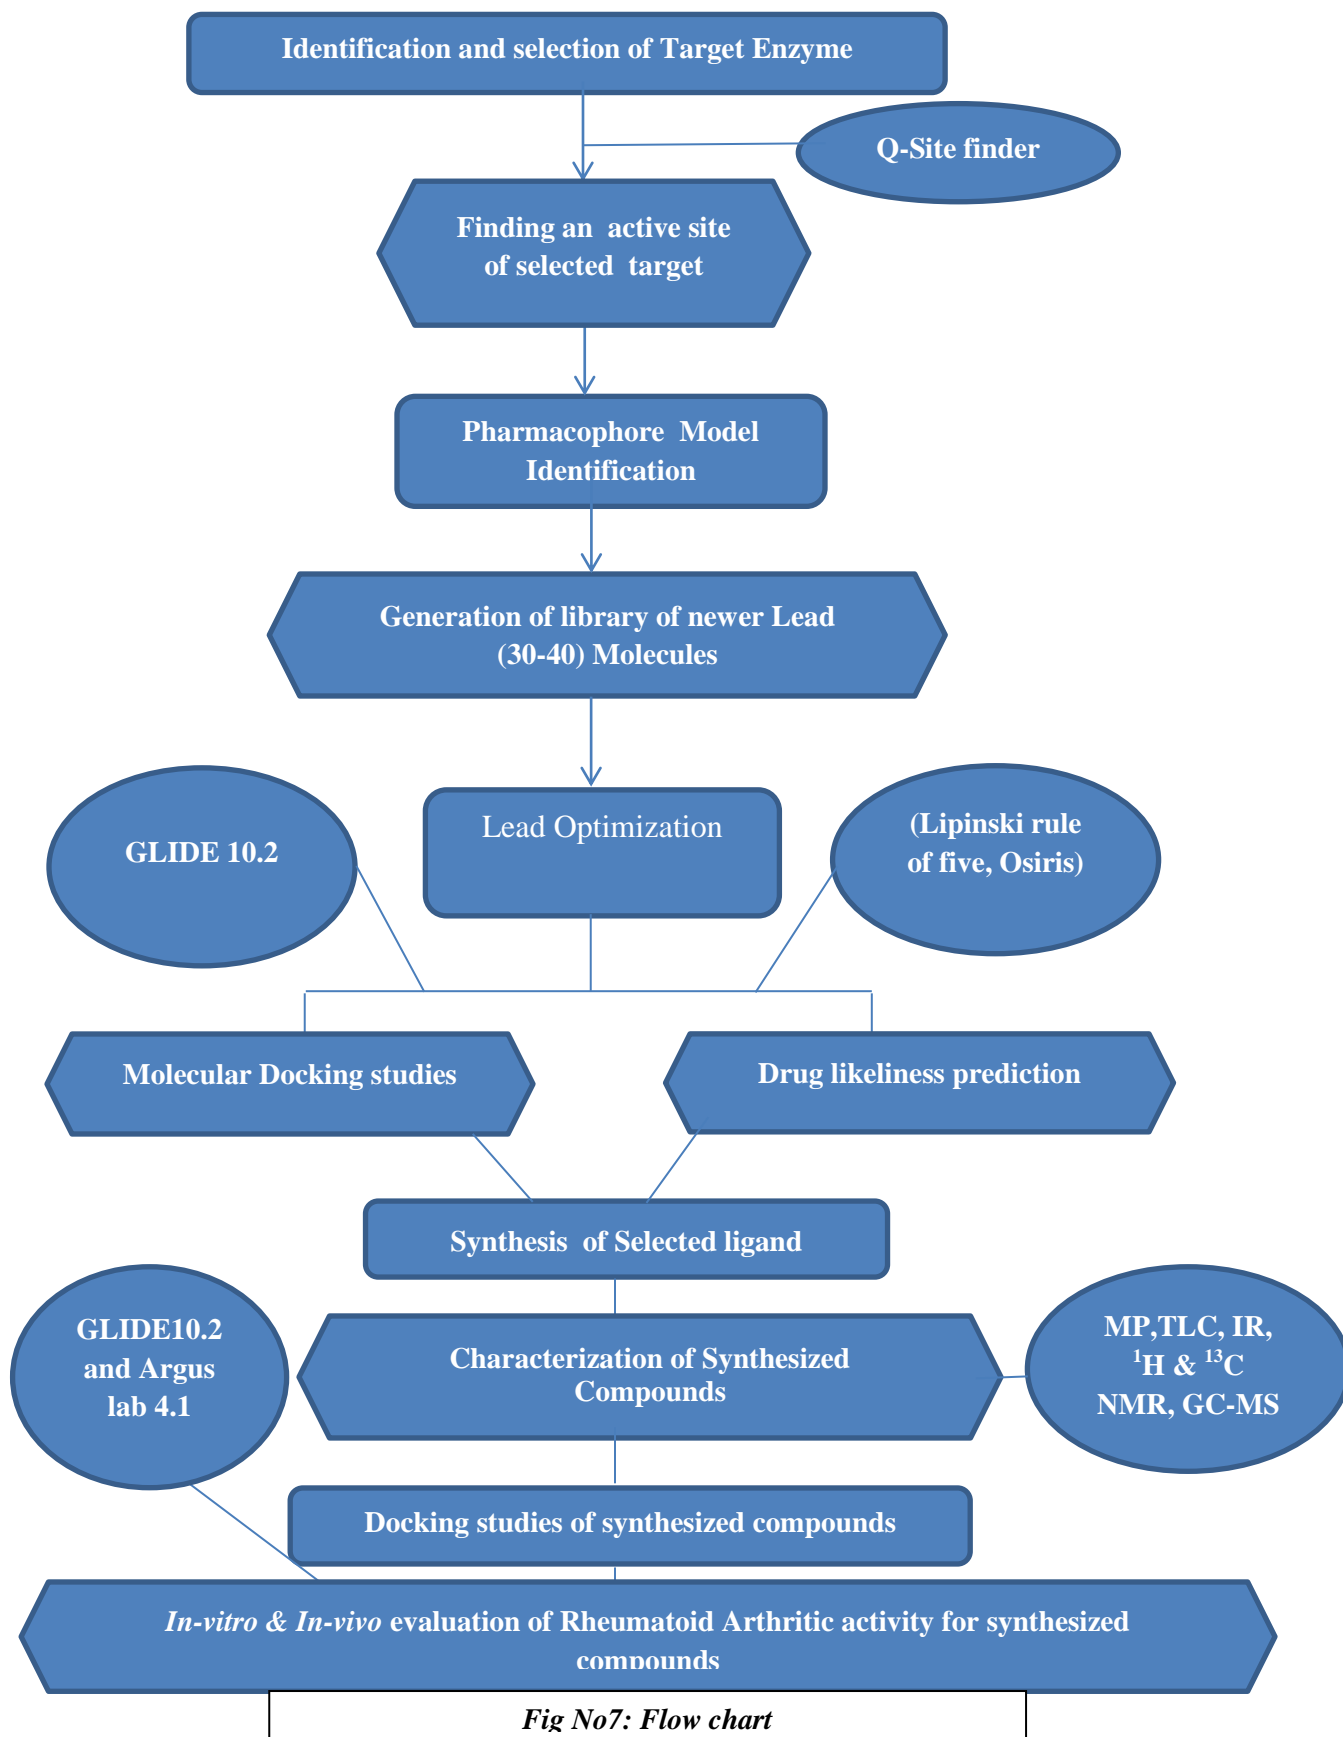 Identification and selection of Target Enzyme
Q-Site finder
Finding an active site
of selected target
Pharmacophore Model
Identification
Generation of library of newer Lead
(30-40) Molecules
Lead Optimization
GLIDE 10.2
(Lipinski rule
of five, Osiris)
Molecular Docking studies
Drug likeliness prediction
Synthesis of Selected ligand
GLIDE10.2
and Argus
lab 4.1
Characterization of Synthesized
Compounds
MP,TLC, IR,
¹H & ¹³C
NMR, GC-MS
Docking studies of synthesized compounds
In-vitro & In-vivo evaluation of Rheumatoid Arthritic activity for synthesized
compounds
Fig No7: Flow chart